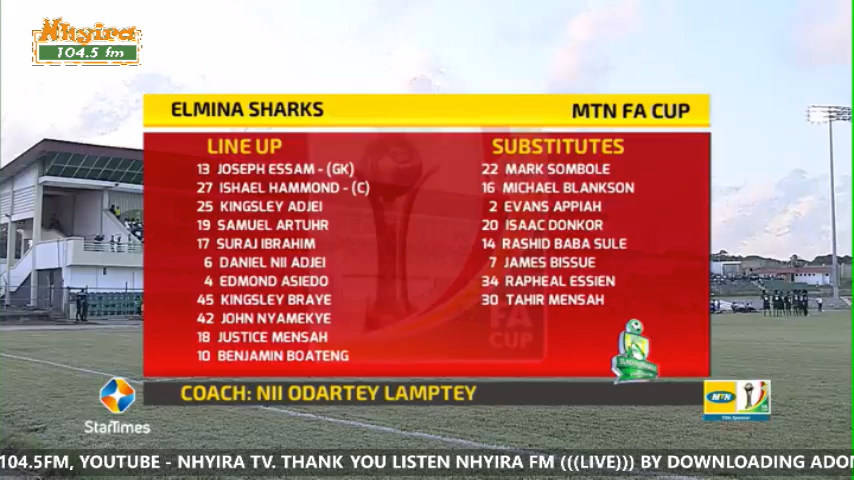 Nhyira
104.5 fm
ELMINA SHARKS
MTN FA CUP
LINE UP
13 JOSEPH ESSAM - (GK)
27 ISHAEL HAMMOND - (C)
25 KINGSLEY ADJEI
19 SAMUEL ARTUHR
17 SURAJ IBRAHIM
6 DANIEL NII ADJEI
4 EDMOND ASIEDO
45 KINGSLEY BRAYE
42 JOHN NYAMEKYE
18 JUSTICE MENSAH
10 BENJAMIN BOATENG
SUBSTITUTES
22 MARK SOMBOLE
16 MICHAEL BLANKSON
2 EVANS APPIAH
20 ISAAC DONKOR
14 RASHID BABA SULE
7 JAMES BISSUE
34 RAPHEAL ESSIEN
30 TAHIR MENSAH
FA
CUP
COACH: NII ODARTEY LAMPTEY
MTN
Title Sponsor
StarTimes
104.5FM, YOUTUBE - NHYIRA TV. THANK YOU LISTEN NHYIRA FM (((LIVE))) BY DOWNLOADING ADO